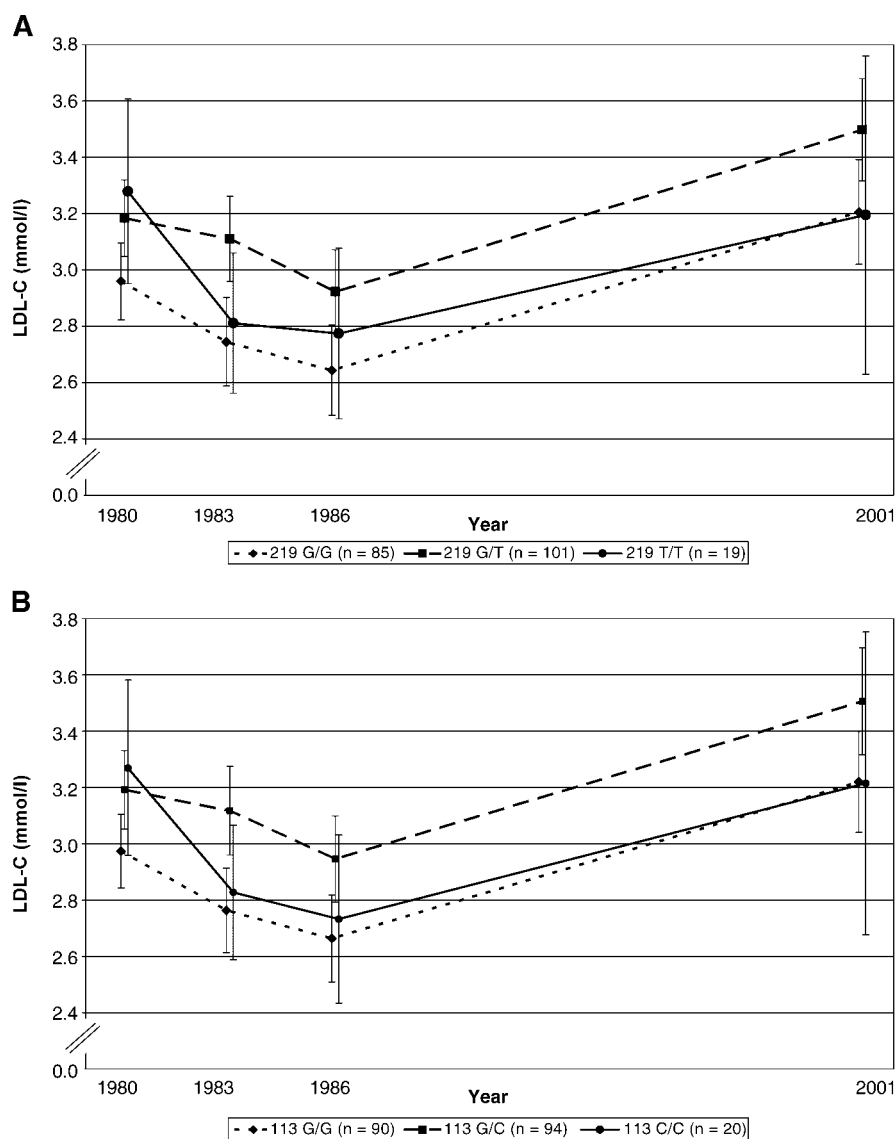 A
3.8
3.6
3.4
3.2
3.0
2.8
2.6
2.4
0.0
LDL-C (mmol/l)
1980 1983 1986 Year 2001
219 G/G (n = 85) 219 G/T (n = 101) 219 T/T (n = 19)
B
3.8
3.6
3.4
3.2
3.0
2.8
2.6
2.4
0.0
LDL-C (mmol/l)
1980 1983 1986 Year 2001
113 G/G (n = 90) 113 G/C (n = 94) 113 C/C (n = 20)